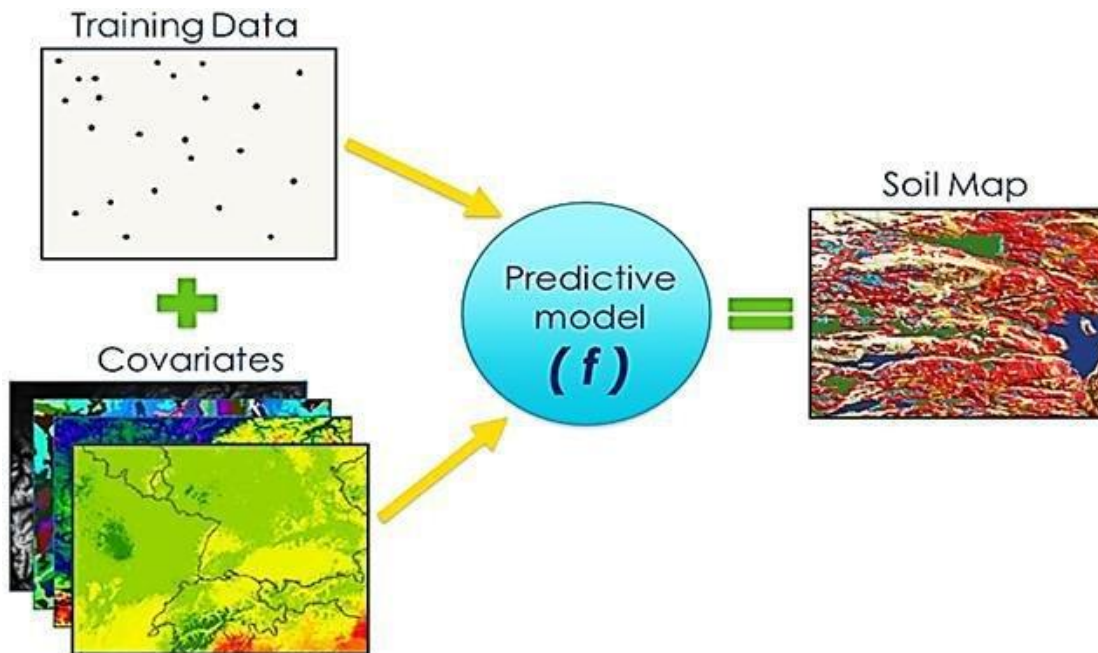 Training Data
Covariates
Predictive
model
(f)
Soil Map